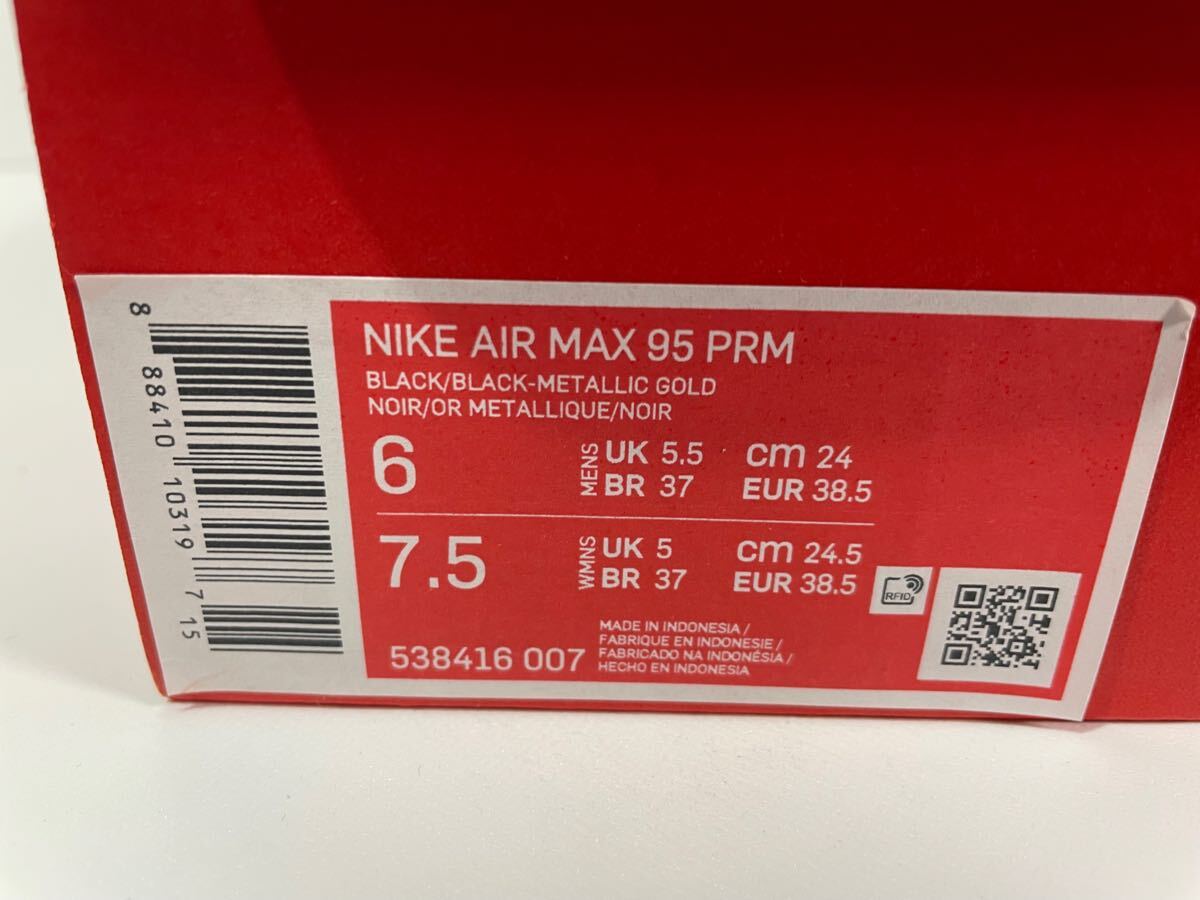 8 88410 10319 7 15
NIKE AIR MAX 95 PRM
BLACK/BLACK-METALLIC GOLD
NOIR/OR METALLIQUE/NOIR
6 MENS UK 5.5 cm 24
BR 37 EUR 38.5
7.5 WMNS UK 5 cm 24.5
BR 37 EUR 38.5
RFID
538416 007
MADE IN INDONESIA /
FABRIQUE EN INDONESIE /
FABRICADO NA INDONÉSIA /
HECHO EN INDONESIA